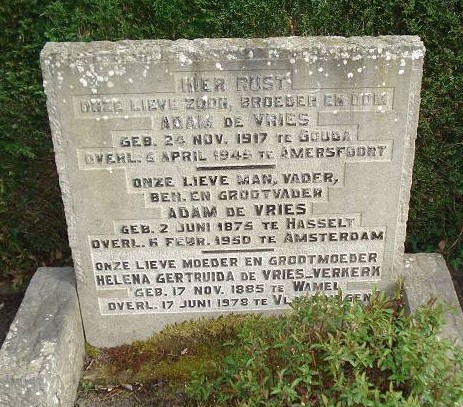 HIER RUST
ONZE LIEVE ZOON, BROEDER EN OOM
ADAM DE VRIES
GEB. 24 NOV. 1917 TE GOUDA
OVERL. 6 APRIL 1945 TE AMERSFOORT
ONZE LIEVE MAN, VADER,
BEH. EN GROOTVADER
ADAM DE VRIES
GEB. 2 JUNI 1875 TE HASSELT
OVERL. 6 FEBR. 1950 TE AMSTERDAM
ONZE LIEVE MOEDER EN GROOTMOEDER
HELENA GERTRUIDA DE VRIES-VERKERK
GEB. 17 NOV. 1885 TE WAMEL
OVERL. 17 JUNI 1978 TE